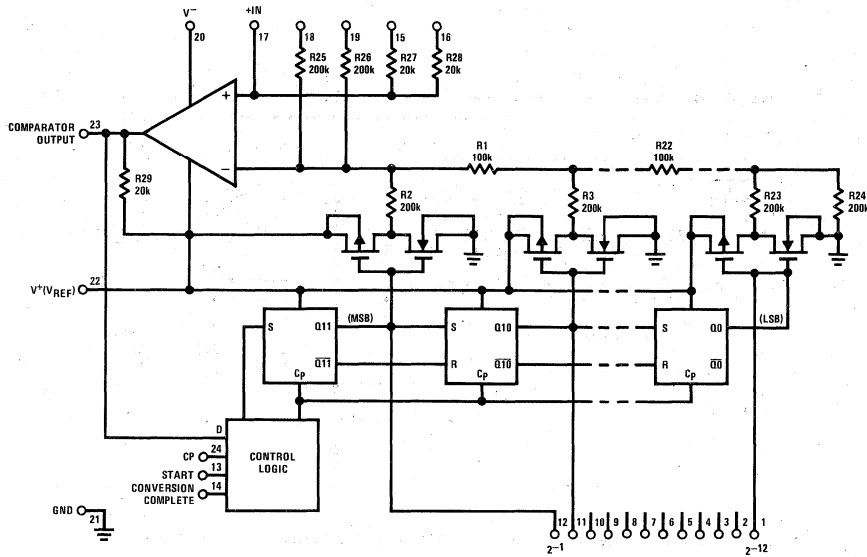 V− +IN
20 17 18 19 15 16
R25 200k
R26 200k
R27 20k
R28 20k
+
−
COMPARATOR OUTPUT 23
R29 20k
R1 100k
R22 100k
R2 200k
R3 200k
R23 200k
R24 200k
V+(VREF) 22
S Q11 (MSB) S Q10 S Q0 (LSB)
Q11 R Q10 R Q0
CP CP CP
D
CONTROL LOGIC
CP 24
START 13
CONVERSION COMPLETE 14
GND 21
12 11 10 9 8 7 6 5 4 3 2 1
2−1 2−12